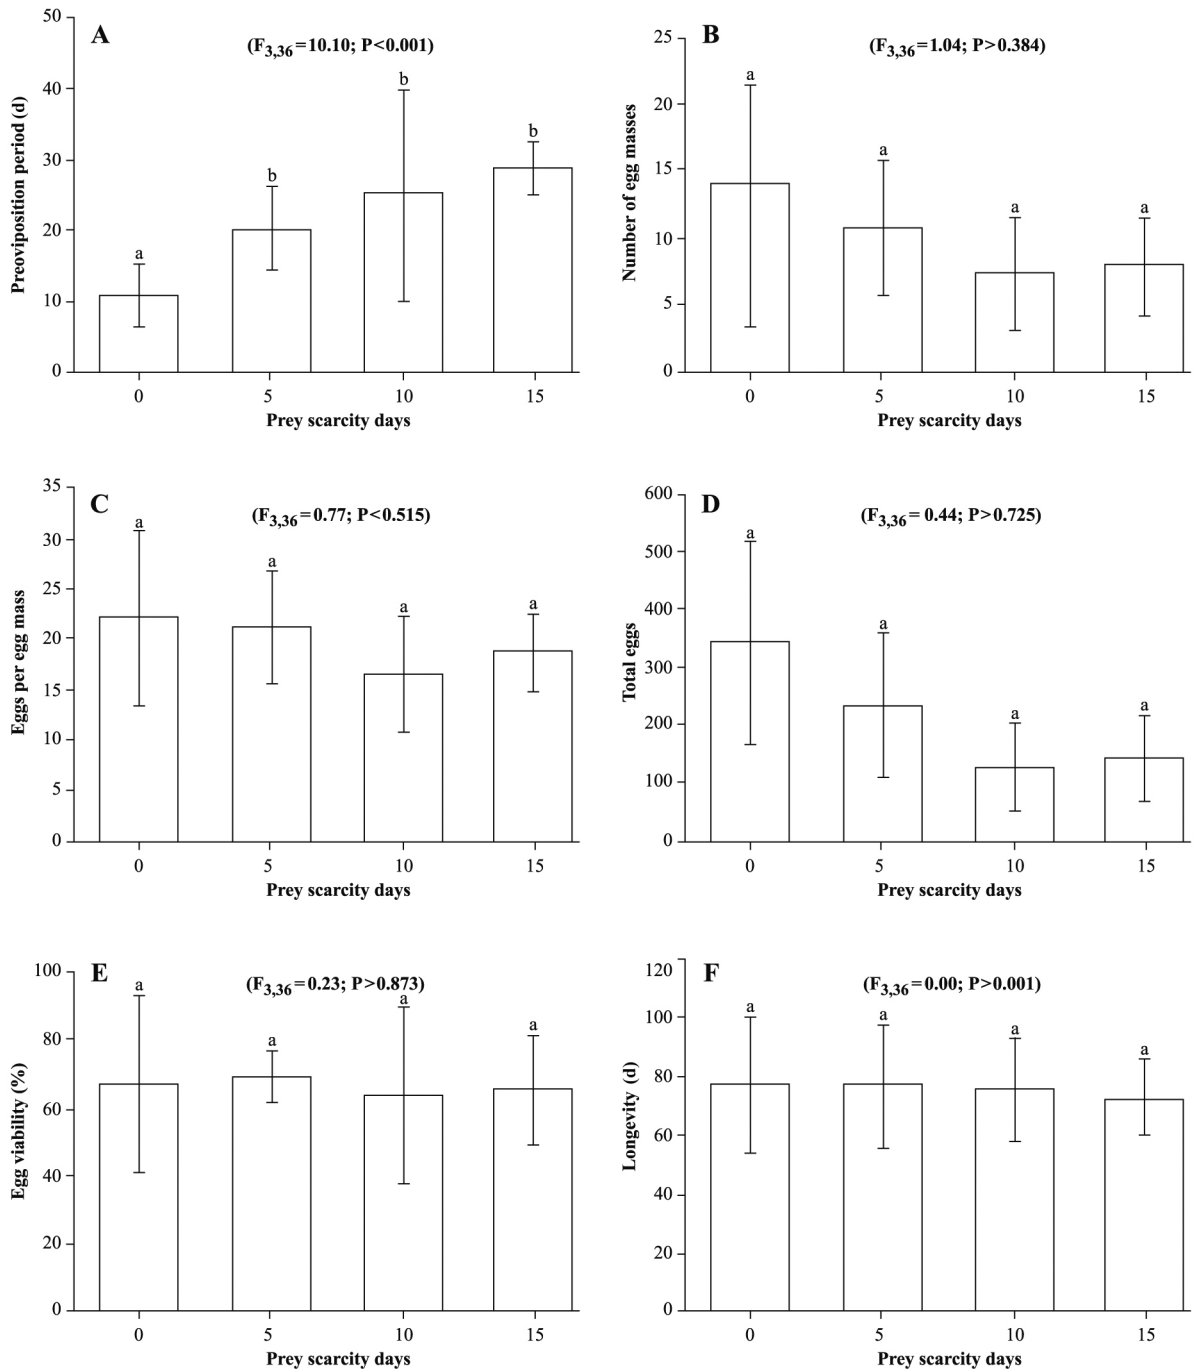 A
(F3,36=10.10; P<0.001)
Preoviposition period (d)
50
40
30
20
10
0
a
b
b
b
0 5 10 15
Prey scarcity days
B
(F3,36=1.04; P>0.384)
Number of egg masses
25
20
15
10
5
0
a
a
a
a
0 5 10 15
Prey scarcity days
C
(F3,36=0.77; P<0.515)
Eggs per egg mass
35
30
25
20
15
10
5
0
a
a
a
a
0 5 10 15
Prey scarcity days
D
(F3,36= 0.44; P>0.725)
Total eggs
600
500
400
300
200
100
0
a
a
a
a
0 5 10 15
Prey scarcity days
E
(F3,36=0.23; P>0.873)
Egg viability (%)
100
80
60
40
20
0
a
a
a
a
0 5 10 15
Prey scarcity days
F
(F3,36=0.00; P>0.001)
Longevity (d)
120
100
80
60
40
20
0
a
a
a
a
0 5 10 15
Prey scarcity days